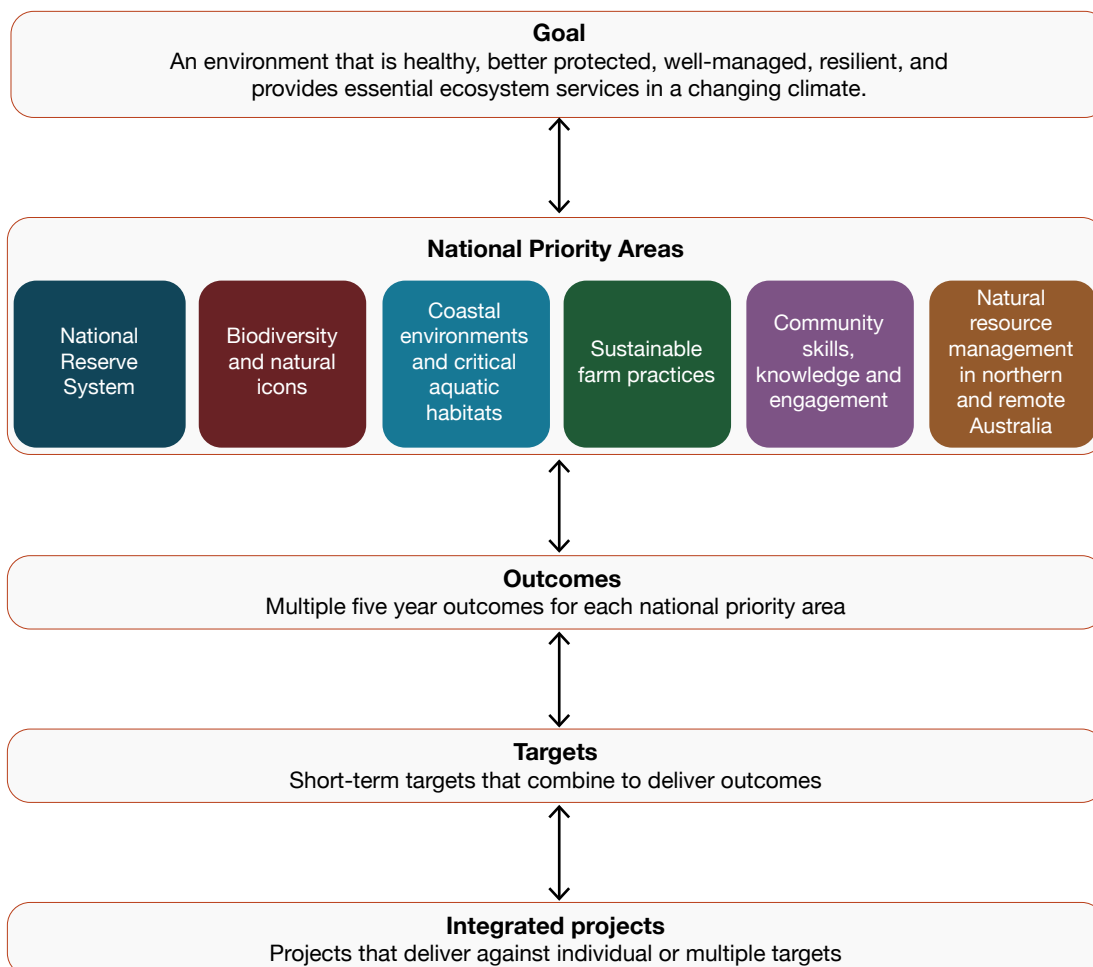 Goal
An environment that is healthy, better protected, well-managed, resilient, and
provides essential ecosystem services in a changing climate.
National Priority Areas
National
Reserve
System
Biodiversity
and natural
icons
Coastal
environments
and critical
aquatic
habitats
Sustainable
farm practices
Community
skills,
knowledge and
engagement
Natural
resource
management
in northern
and remote
Australia
Outcomes
Multiple five year outcomes for each national priority area
Targets
Short-term targets that combine to deliver outcomes
Integrated projects
Projects that deliver against individual or multiple targets